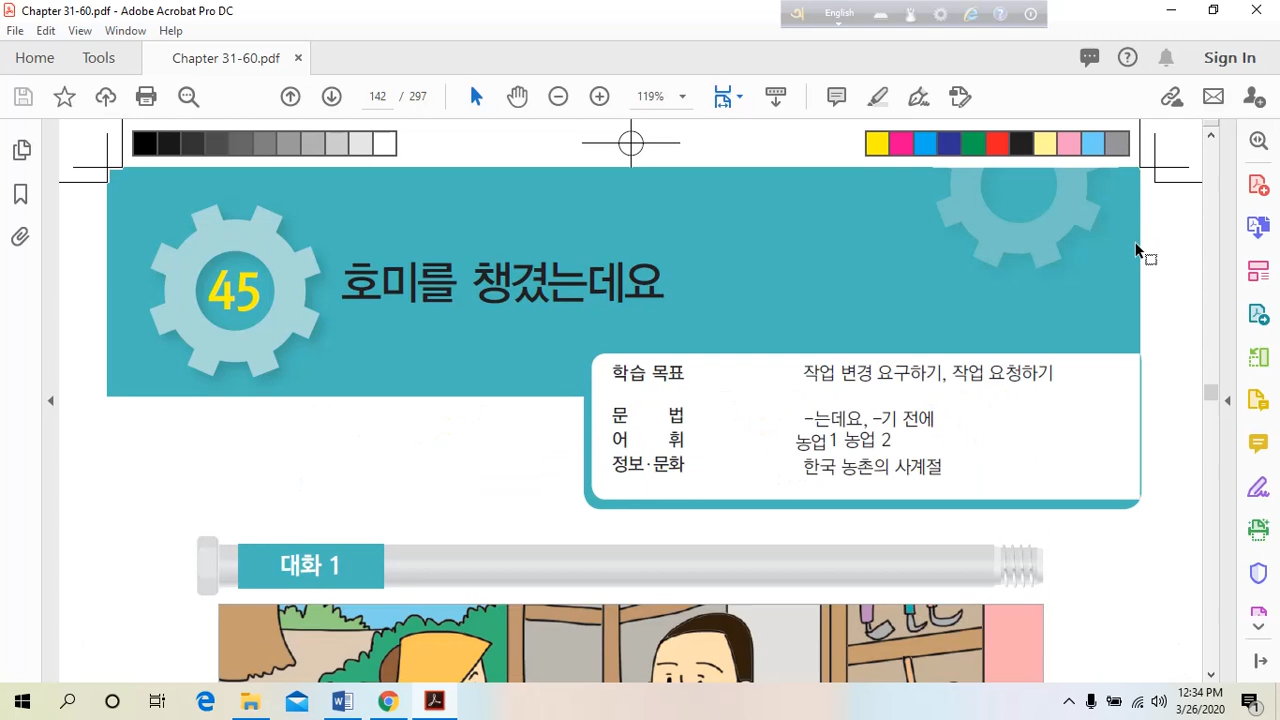 Chapter 31-60.pdf - Adobe Acrobat Pro DC
English
File Edit View Window Help
Home Tools Chapter 31-60.pdf × Sign In
142 / 297 119%
45 호미를 챙겼는데요
학습 목표 작업 변경 요구하기, 작업 요청하기
문 법 -는데요, -기 전에
어 휘 농업1 농업 2
정보·문화 한국 농촌의 사계절
대화 1
12:34 PM
3/26/2020